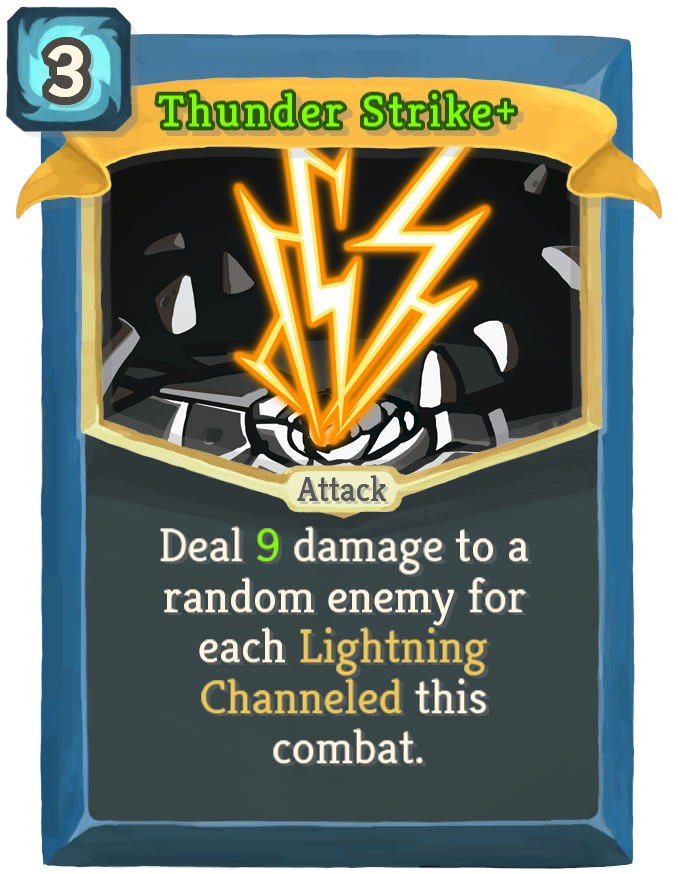 3
Thunder Strike+
Attack
Deal 9 damage to a
random enemy for
each Lightning
Channeled this
combat.